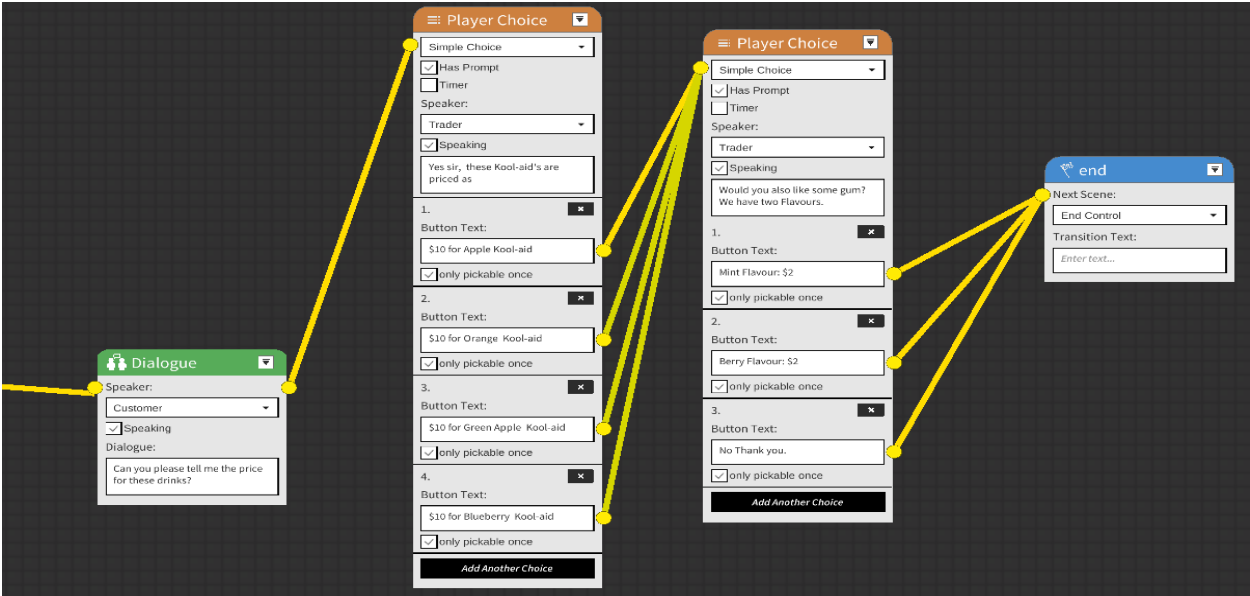 Dialogue
Speaker:
Customer
Speaking
Dialogue:
Can you please tell me the price
for these drinks?
Player Choice
Simple Choice
Has Prompt
Timer
Speaker:
Trader
Speaking
Yes sir,  these Kool-aid's are
priced as
1.
Button Text:
$10 for Apple Kool-aid
only pickable once
2.
Button Text:
$10 for Orange  Kool-aid
only pickable once
3.
Button Text:
$10 for Green Apple  Kool-aid
only pickable once
4.
Button Text:
$10 for Blueberry  Kool-aid
only pickable once
Add Another Choice
Player Choice
Simple Choice
Has Prompt
Timer
Speaker:
Trader
Speaking
Would you also like some gum?
We have two Flavours.
1.
Button Text:
Mint Flavour: $2
only pickable once
2.
Button Text:
Berry Flavour: $2
only pickable once
3.
Button Text:
No Thank you.
only pickable once
Add Another Choice
end
Next Scene:
End Control
Transition Text:
Enter text...